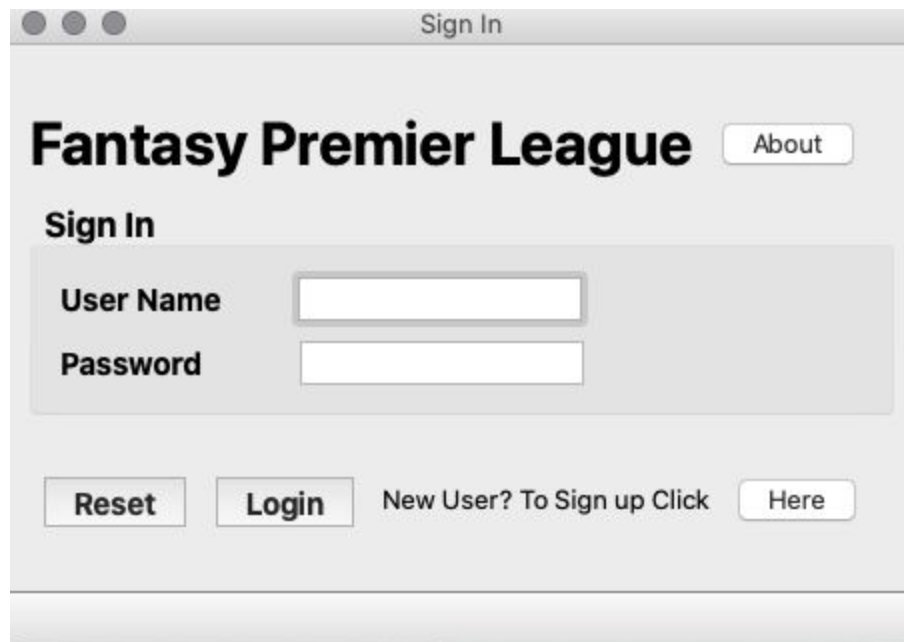 Sign In
Fantasy Premier League About
Sign In
User Name
Password
Reset Login New User? To Sign up Click Here